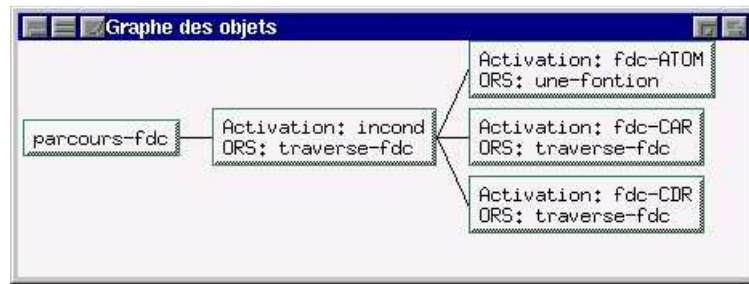 Graphe des objets
Activation: fdc-ATOM
ORS: une-fontion
parcours-fdc
Activation: incond
ORS: traverse-fdc
Activation: fdc-CAR
ORS: traverse-fdc
Activation: fdc-CDR
ORS: traverse-fdc